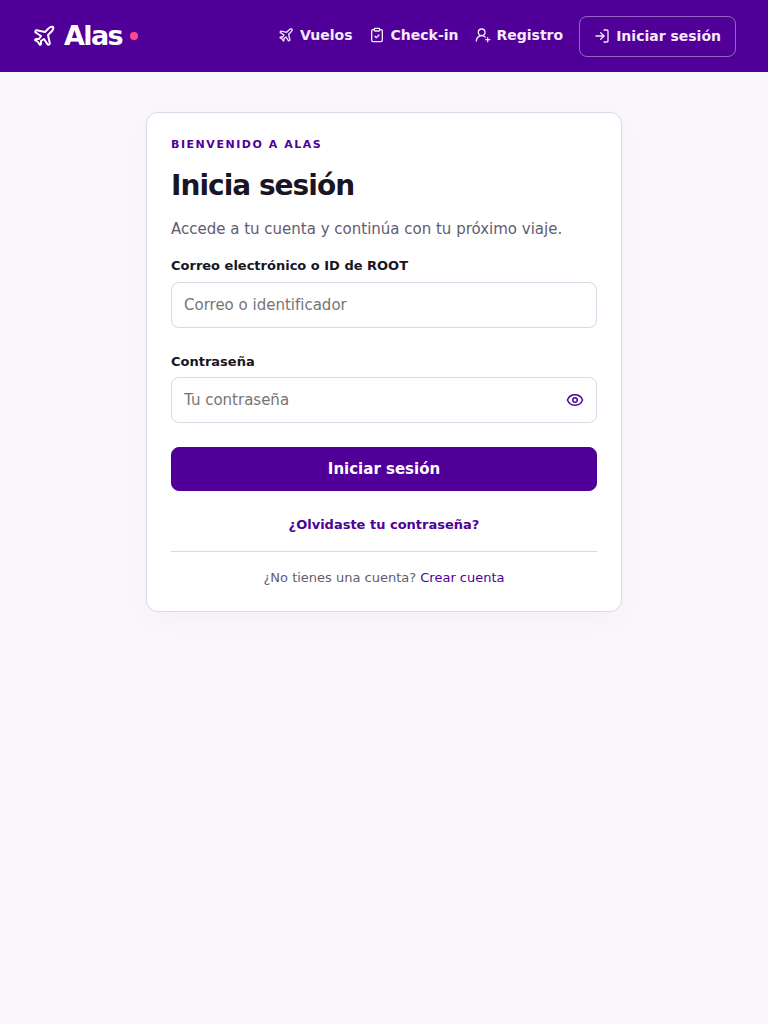 Alas
Vuelos
Check-in
Registro
Iniciar sesión
BIENVENIDO A ALAS
Inicia sesión
Accede a tu cuenta y continúa con tu próximo viaje.
Correo electrónico o ID de ROOT
Correo o identificador
Contraseña
Tu contraseña
Iniciar sesión
¿Olvidaste tu contraseña?
¿No tienes una cuenta? Crear cuenta